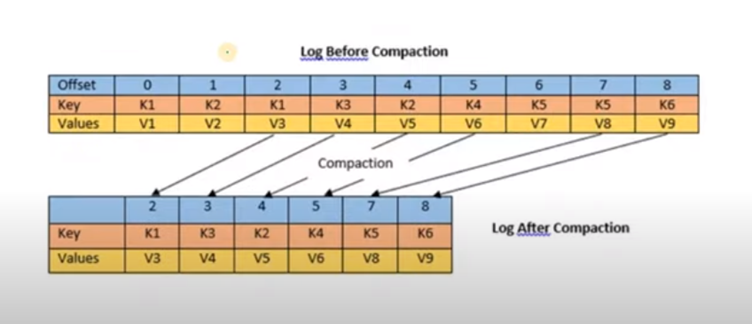 Log Before Compaction
Offset 0 1 2 3 4 5 6 7 8
Key K1 K2 K1 K3 K2 K4 K5 K5 K6
Values V1 V2 V3 V4 V5 V6 V7 V8 V9
Compaction
2 3 4 5 7 8
Key K1 K3 K2 K4 K5 K6
Values V3 V4 V5 V6 V8 V9
Log After Compaction